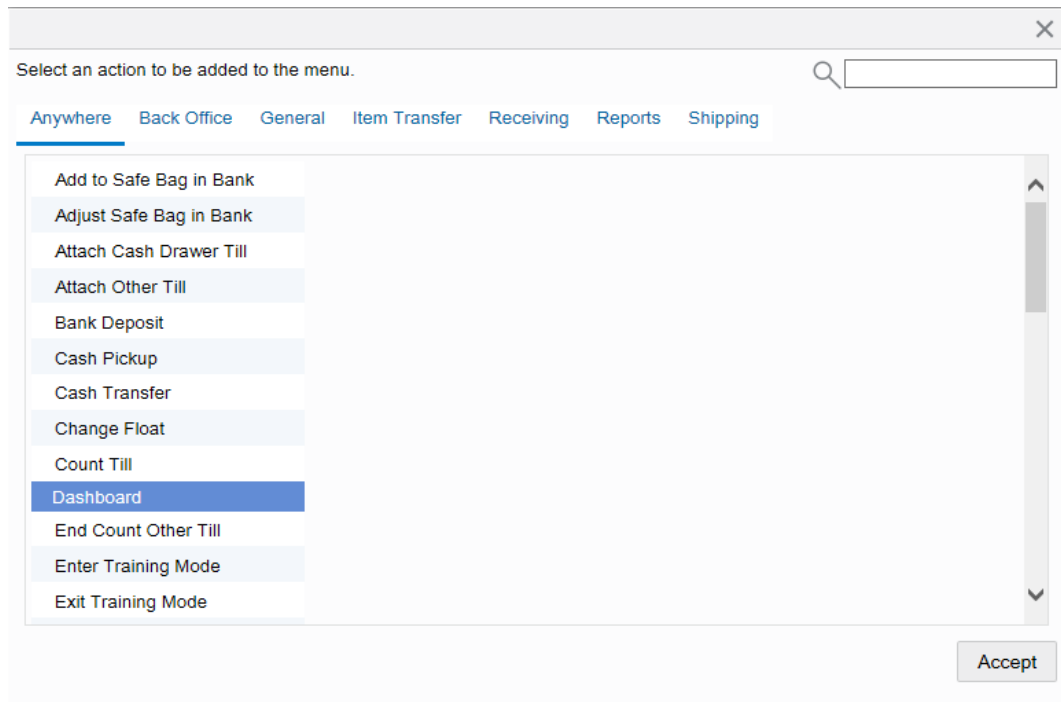 Select an action to be added to the menu.
Anywhere Back Office General Item Transfer Receiving Reports Shipping
Add to Safe Bag in Bank
Adjust Safe Bag in Bank
Attach Cash Drawer Till
Attach Other Till
Bank Deposit
Cash Pickup
Cash Transfer
Change Float
Count Till
Dashboard
End Count Other Till
Enter Training Mode
Exit Training Mode
Accept